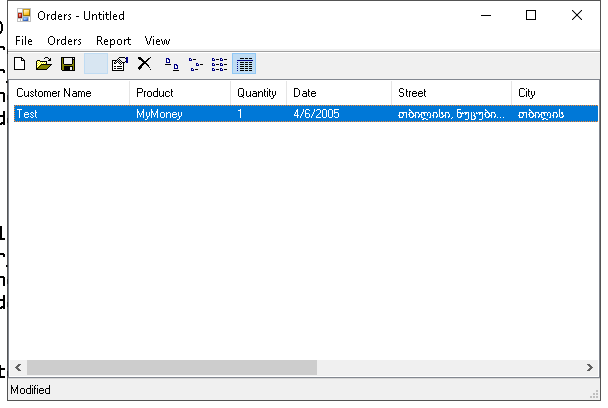 Orders - Untitled
File Orders Report View
Customer Name Product Quantity Date Street City
Test MyMoney 1 4/6/2005 თბილისი, ნუცუბი... თბილის
Modified